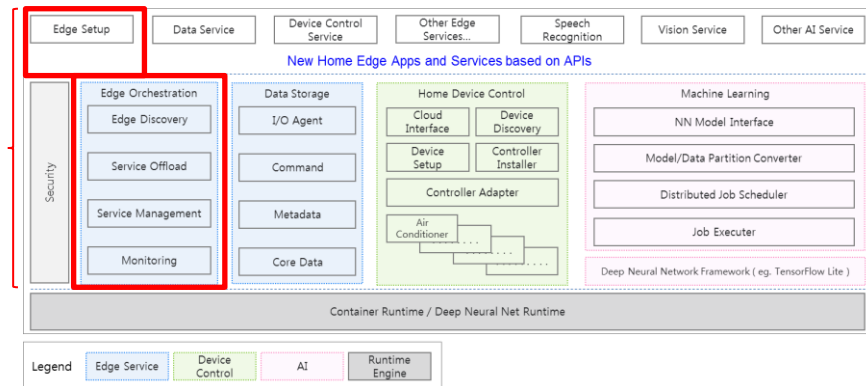 Edge Setup
Data Service
Device Control
Service
Other Edge
Services...
Speech
Recognition
Vision Service
Other AI Service
New Home Edge Apps and Services based on APIs
Security
Edge Orchestration
Edge Discovery
Service Offload
Service Management
Monitoring
Data Storage
I/O Agent
Command
Metadata
Core Data
Home Device Control
Cloud
Interface
Device
Discovery
Device
Setup
Controller
Installer
Controller Adapter
Air
Conditioner
Machine Learning
NN Model Interface
Model/Data Partition Converter
Distributed Job Scheduler
Job Executer
Deep Neural Network Framework ( eg. TensorFlow Lite )
Container Runtime / Deep Neural Net Runtime
Legend
Edge Service
Device
Control
AI
Runtime
Engine